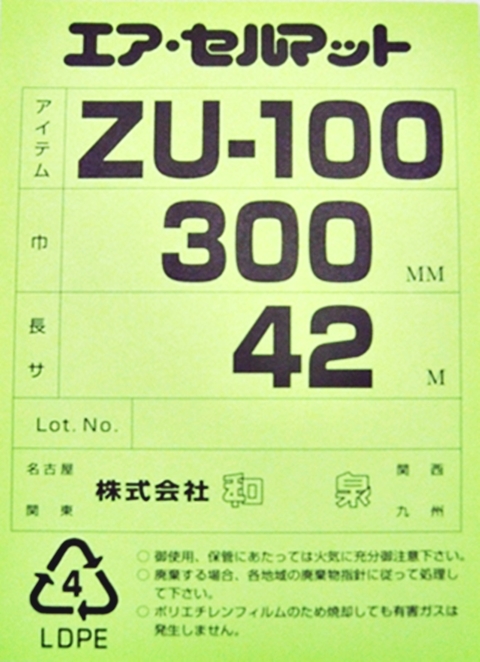 エア・セルマット
アイテム
ZU-100
巾
300 MM
長サ
42 M
Lot. No.
名古屋 関西
株式会社 和泉
関東 九州
4
LDPE
○ 御使用、保管にあたっては火気に充分御注意下さい。
○ 廃棄する場合、各地域の廃棄物指針に従って処理し
て下さい。
○ ポリエチレンフィルムのため焼却しても有害ガスは
発生しません。